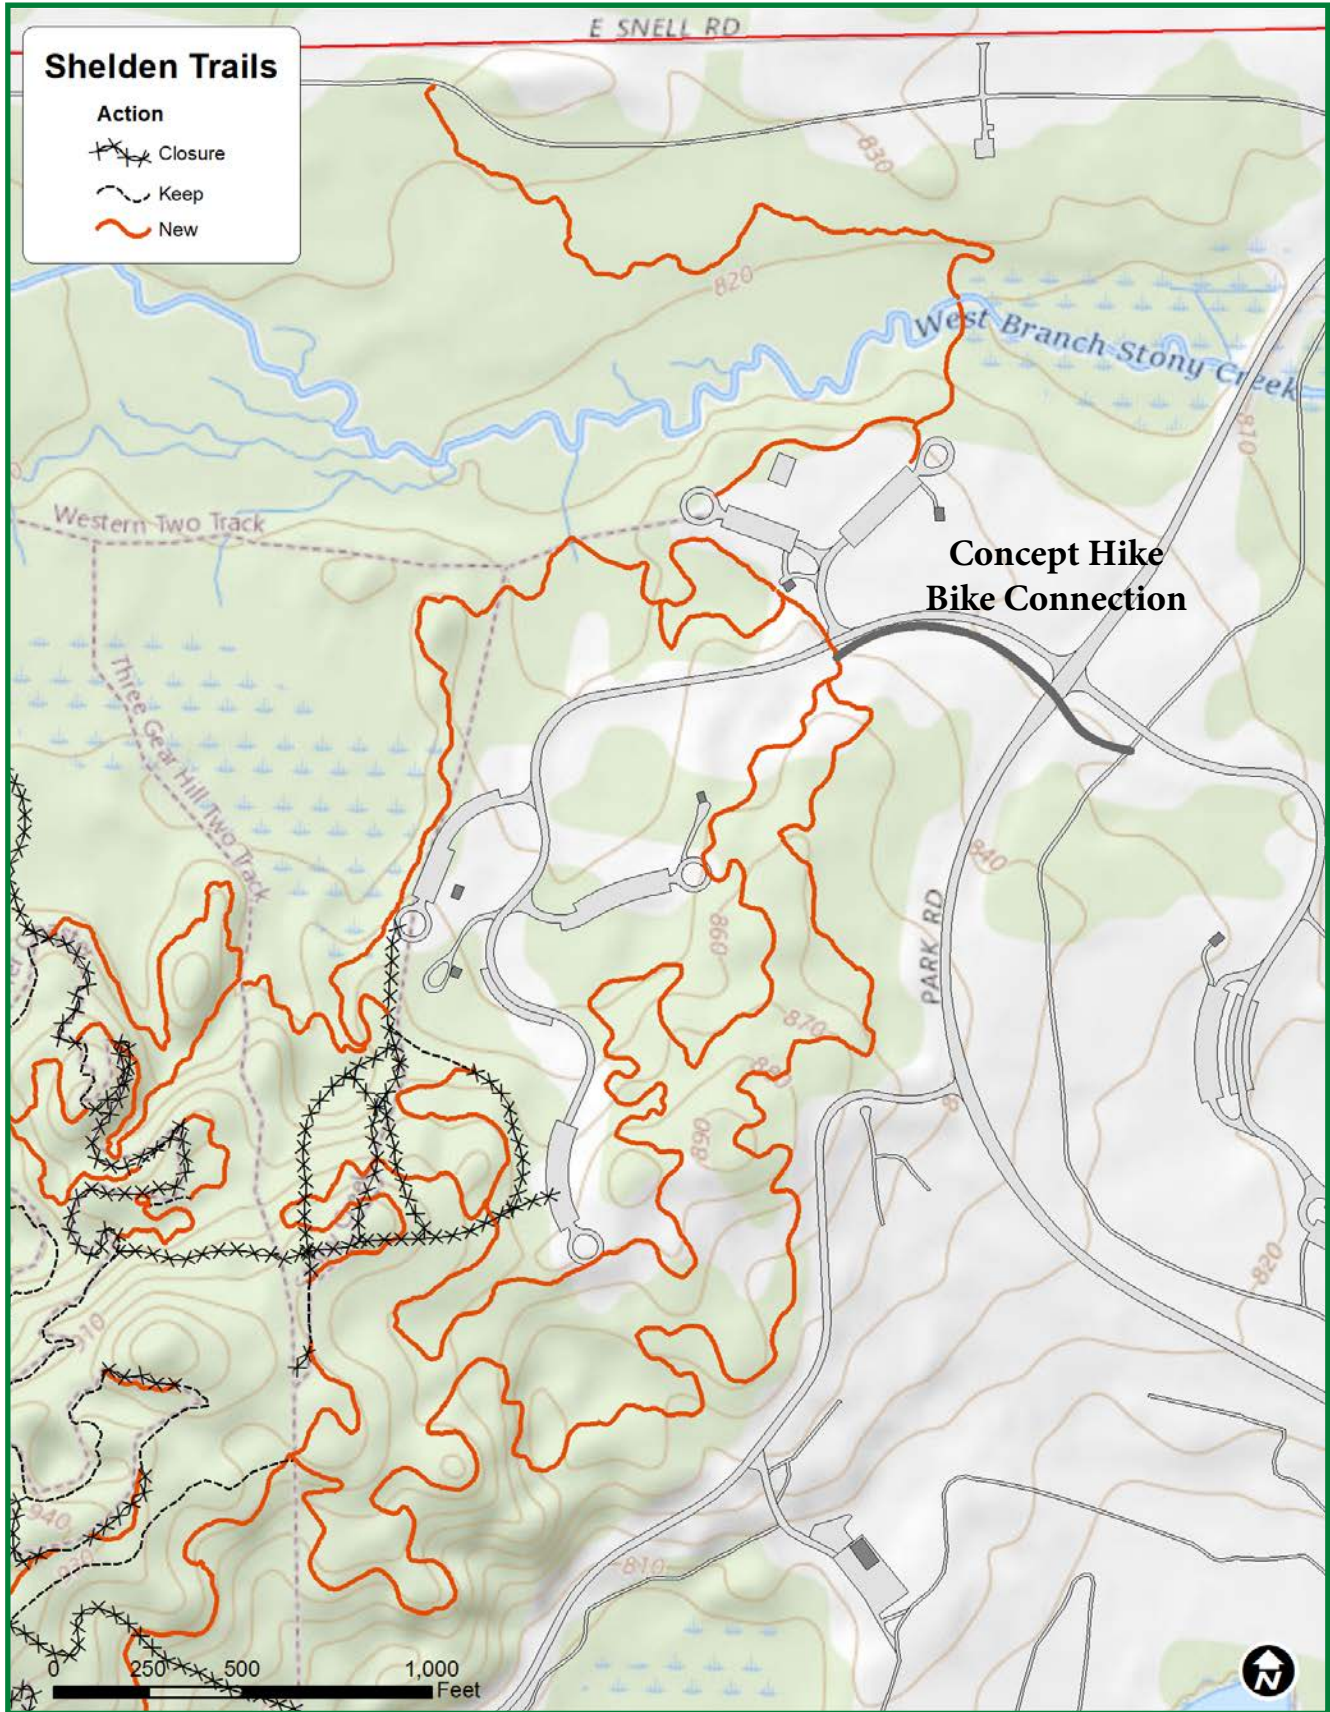 E SNELL RD
Shelden Trails
Action
Closure
Keep
New
830
820
West Branch Stony Creek
810
Western Two Track
Concept Hike
Bike Connection
Three Gear Hill Two Track
840
860
PARK RD
870
880
890
820
910
940
930
810
0 250 500 1,000
Feet
N